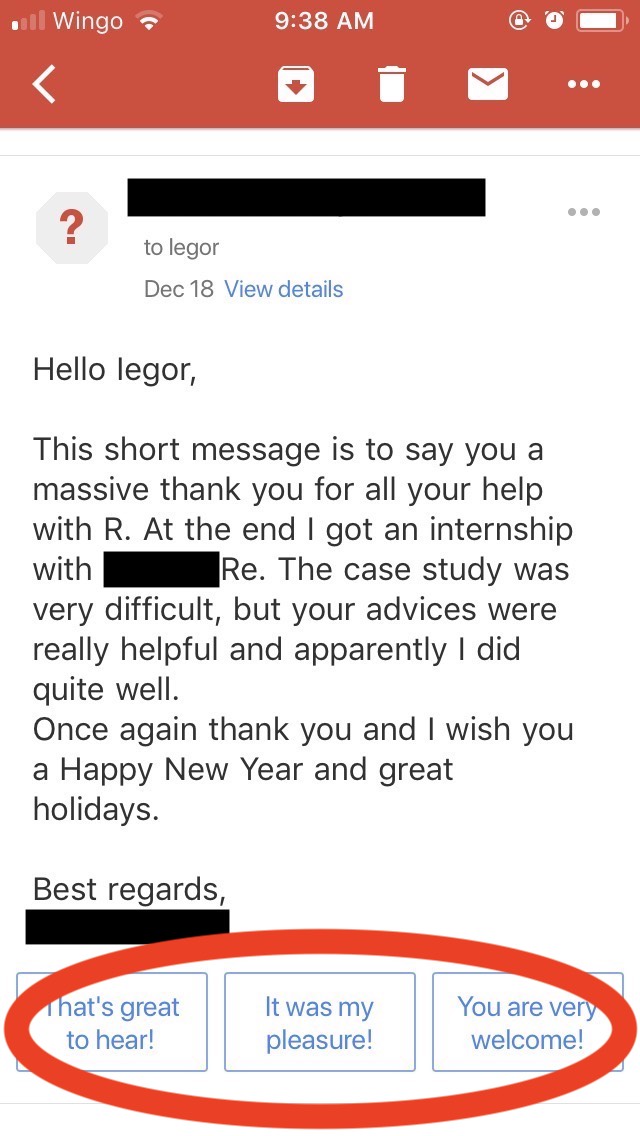 Wingo 9:38 AM
?
to Iegor
Dec 18 View details
Hello Iegor,
This short message is to say you a
massive thank you for all your help
with R. At the end I got an internship
with Re. The case study was
very difficult, but your advices were
really helpful and apparently I did
quite well.
Once again thank you and I wish you
a Happy New Year and great
holidays.
Best regards,
That's great
to hear!
It was my
pleasure!
You are very
welcome!